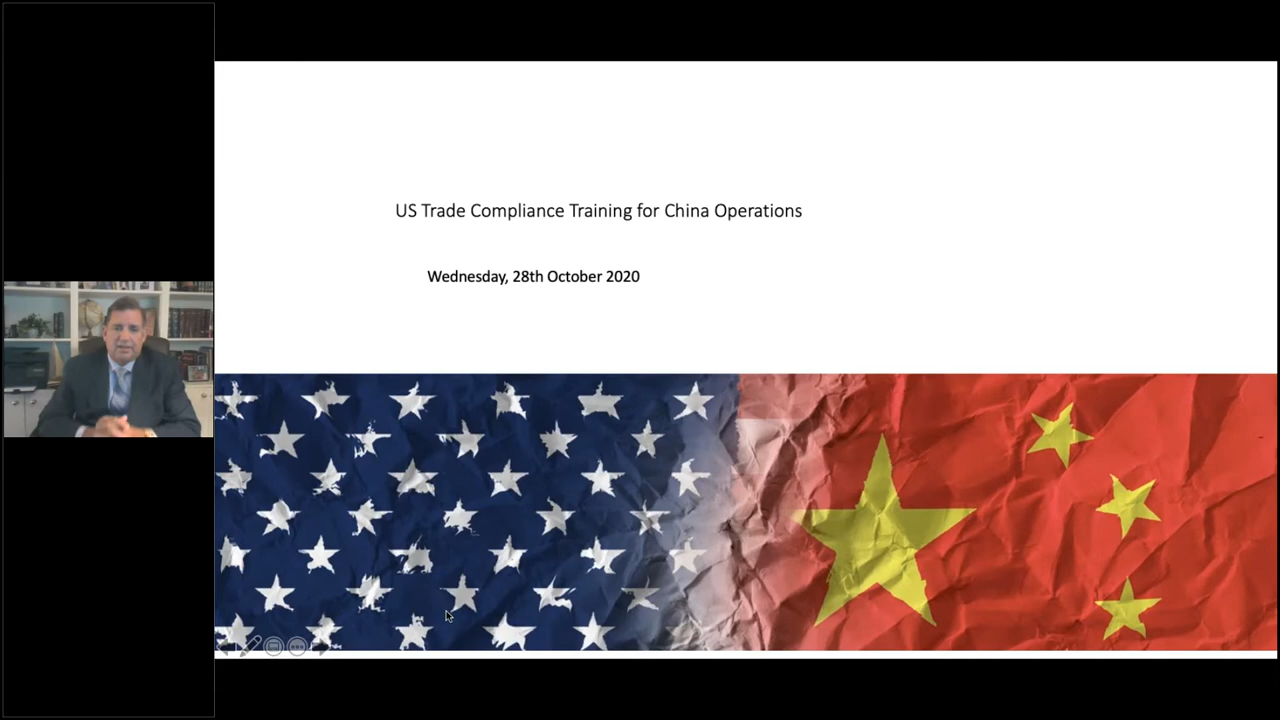 US Trade Compliance Training for China Operations
Wednesday, 28th October 2020